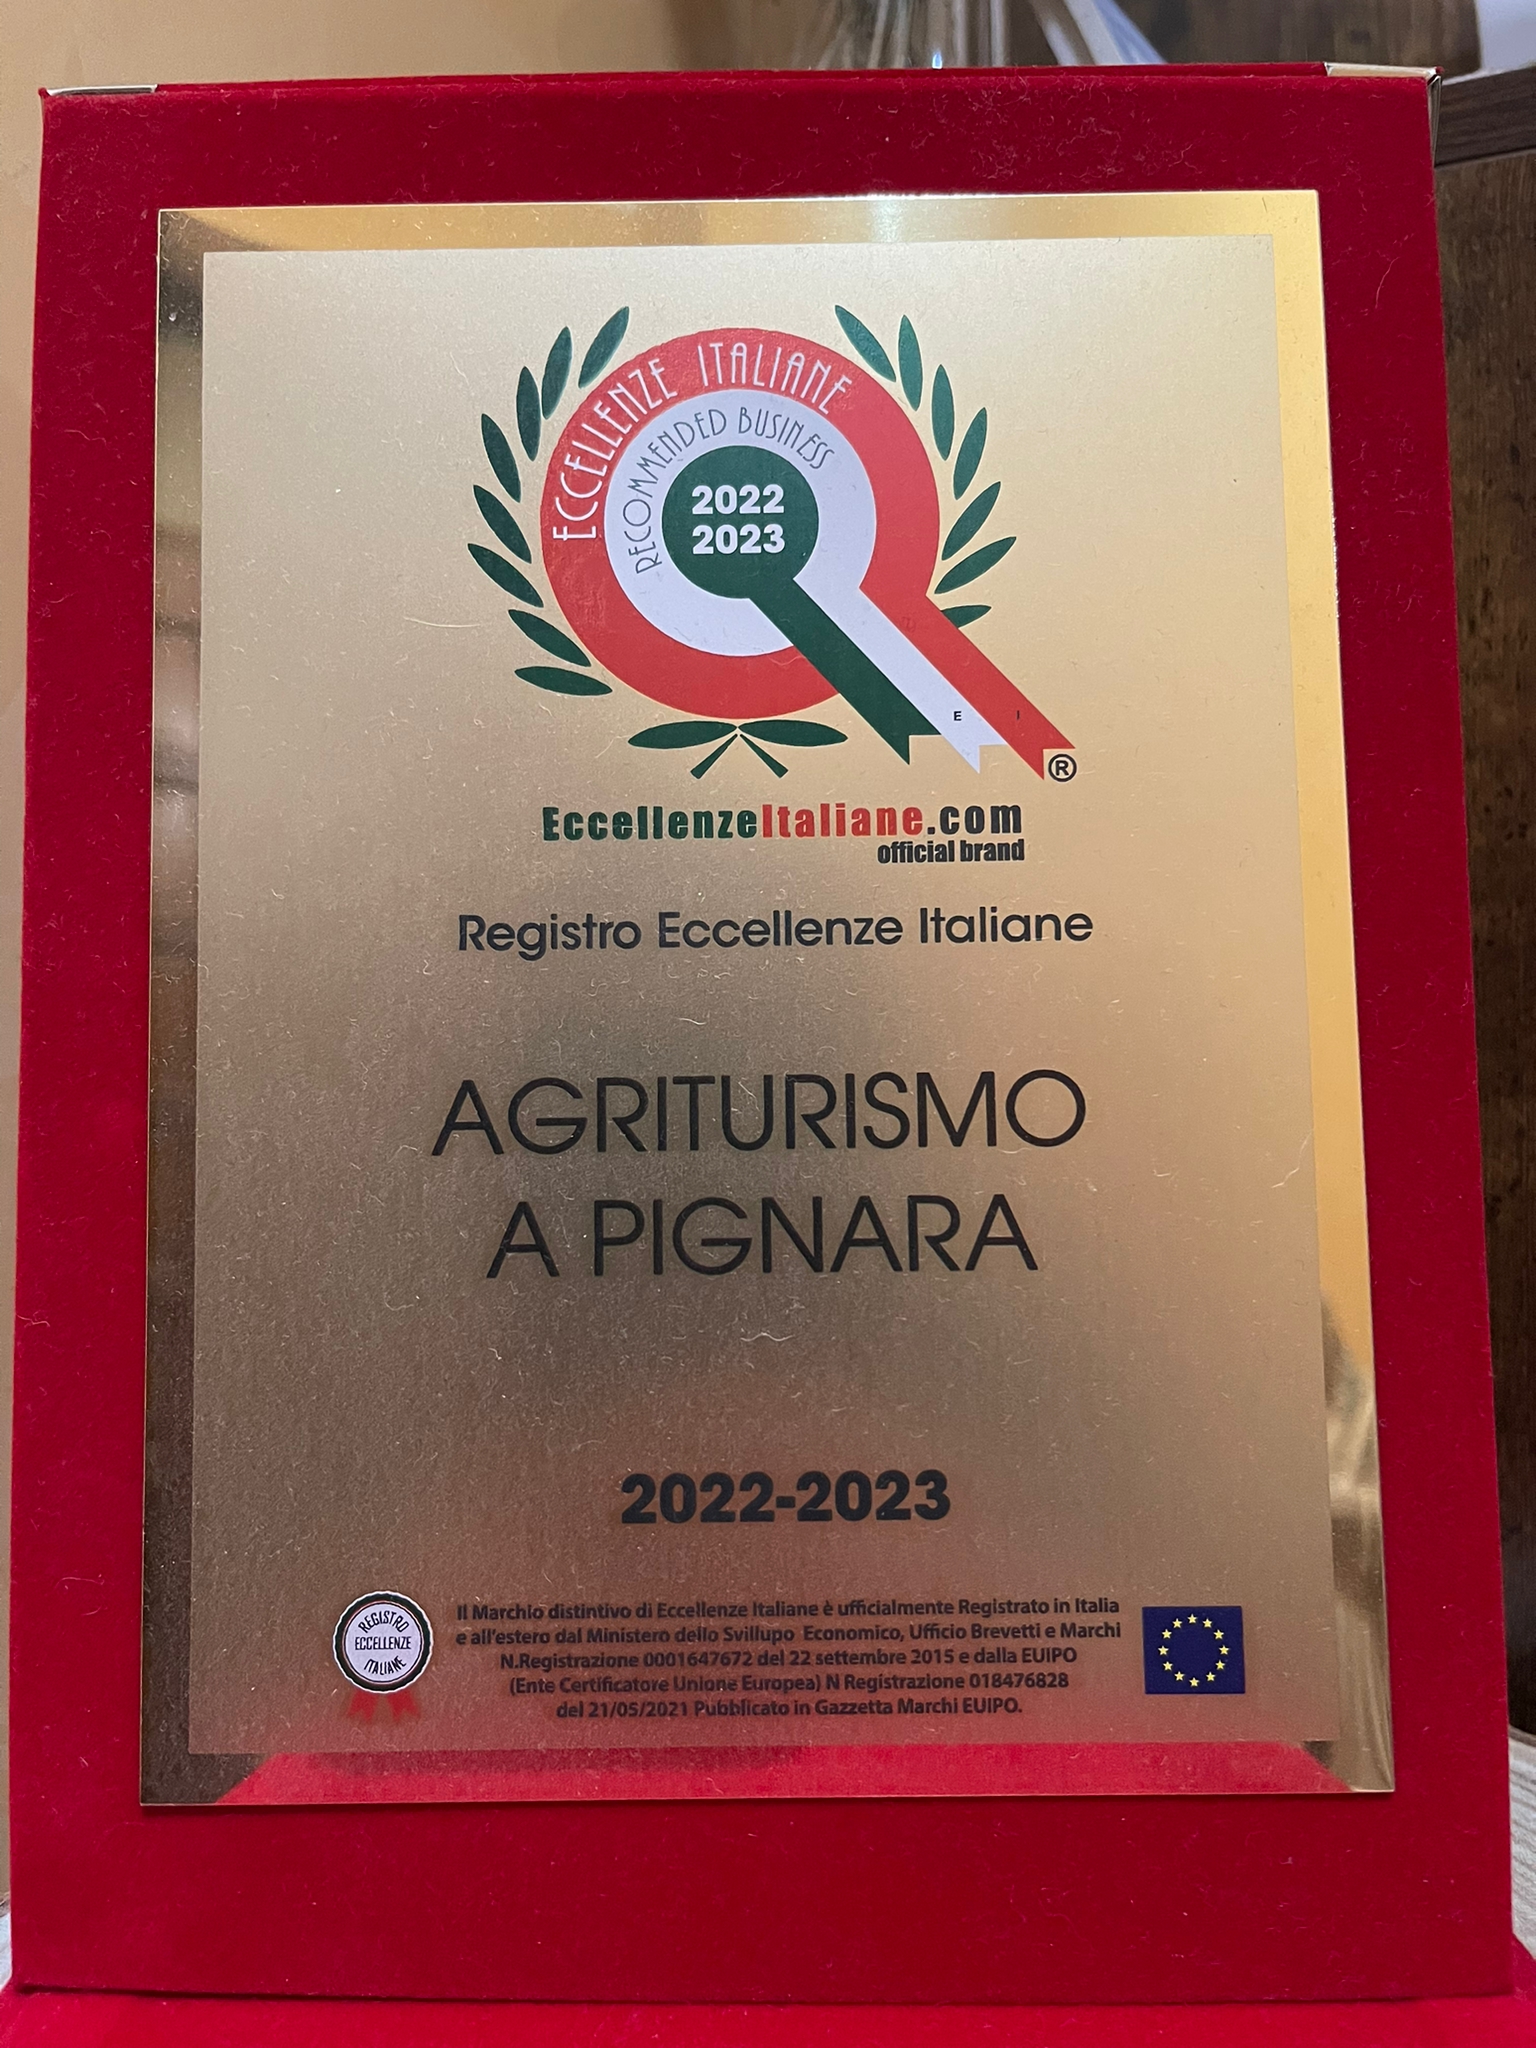 ECCELLENZE ITALIANE
RECOMMENDED BUSINESS
2022
2023
E I
®
EccellenzeItaliane.com
official brand
Registro Eccellenze Italiane
AGRITURISMO
A PIGNARA
2022-2023
REGISTRO
ECCELLENZE
ITALIANE
Il Marchio distintivo di Eccellenze Italiane è ufficialmente Registrato in Italia
e all'estero dal Ministero dello Svillupo Economico, Ufficio Brevetti e Marchi
N.Registrazione 0001647672 del 22 settembre 2015 e dalla EUIPO
(Ente Certificatore Unione Europea) N Registrazione 018476828
del 21/05/2021 Pubblicato in Gazzetta Marchi EUIPO.